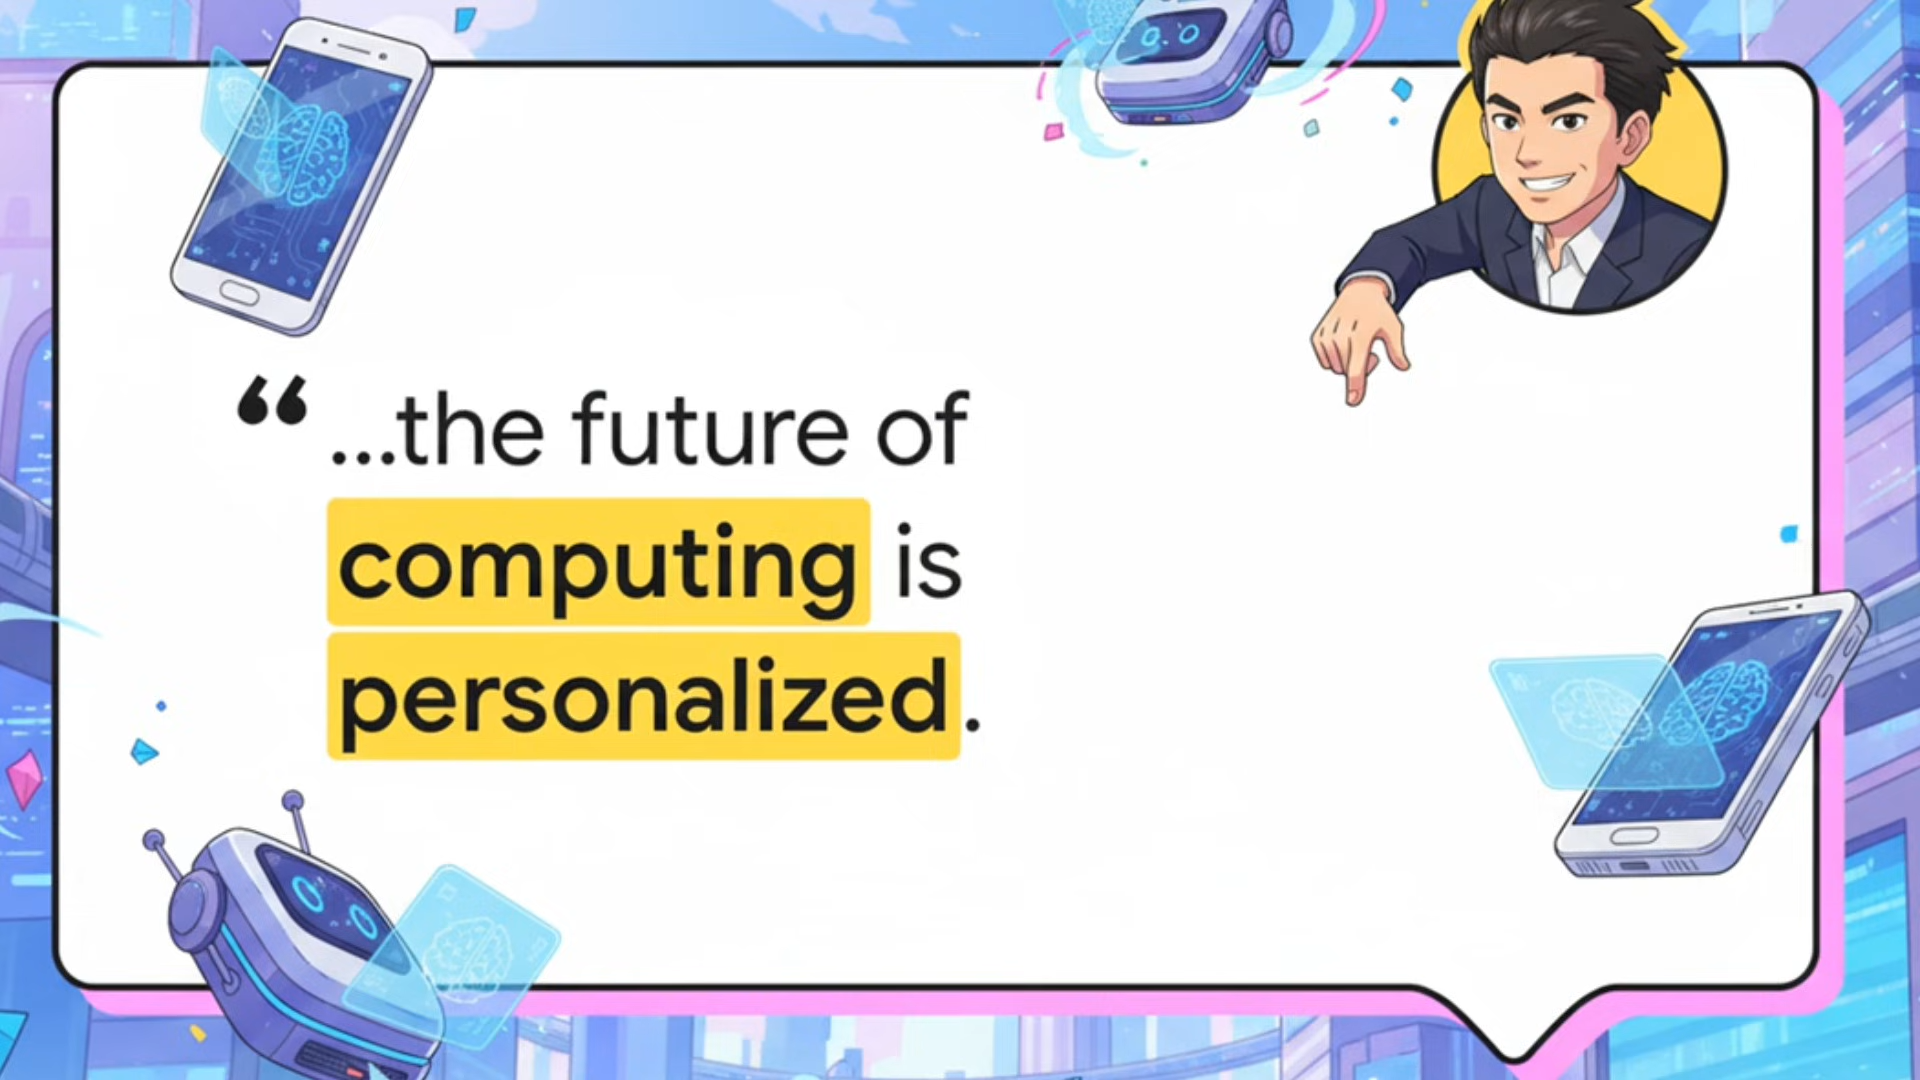 “ ...the future of
computing is
personalized.